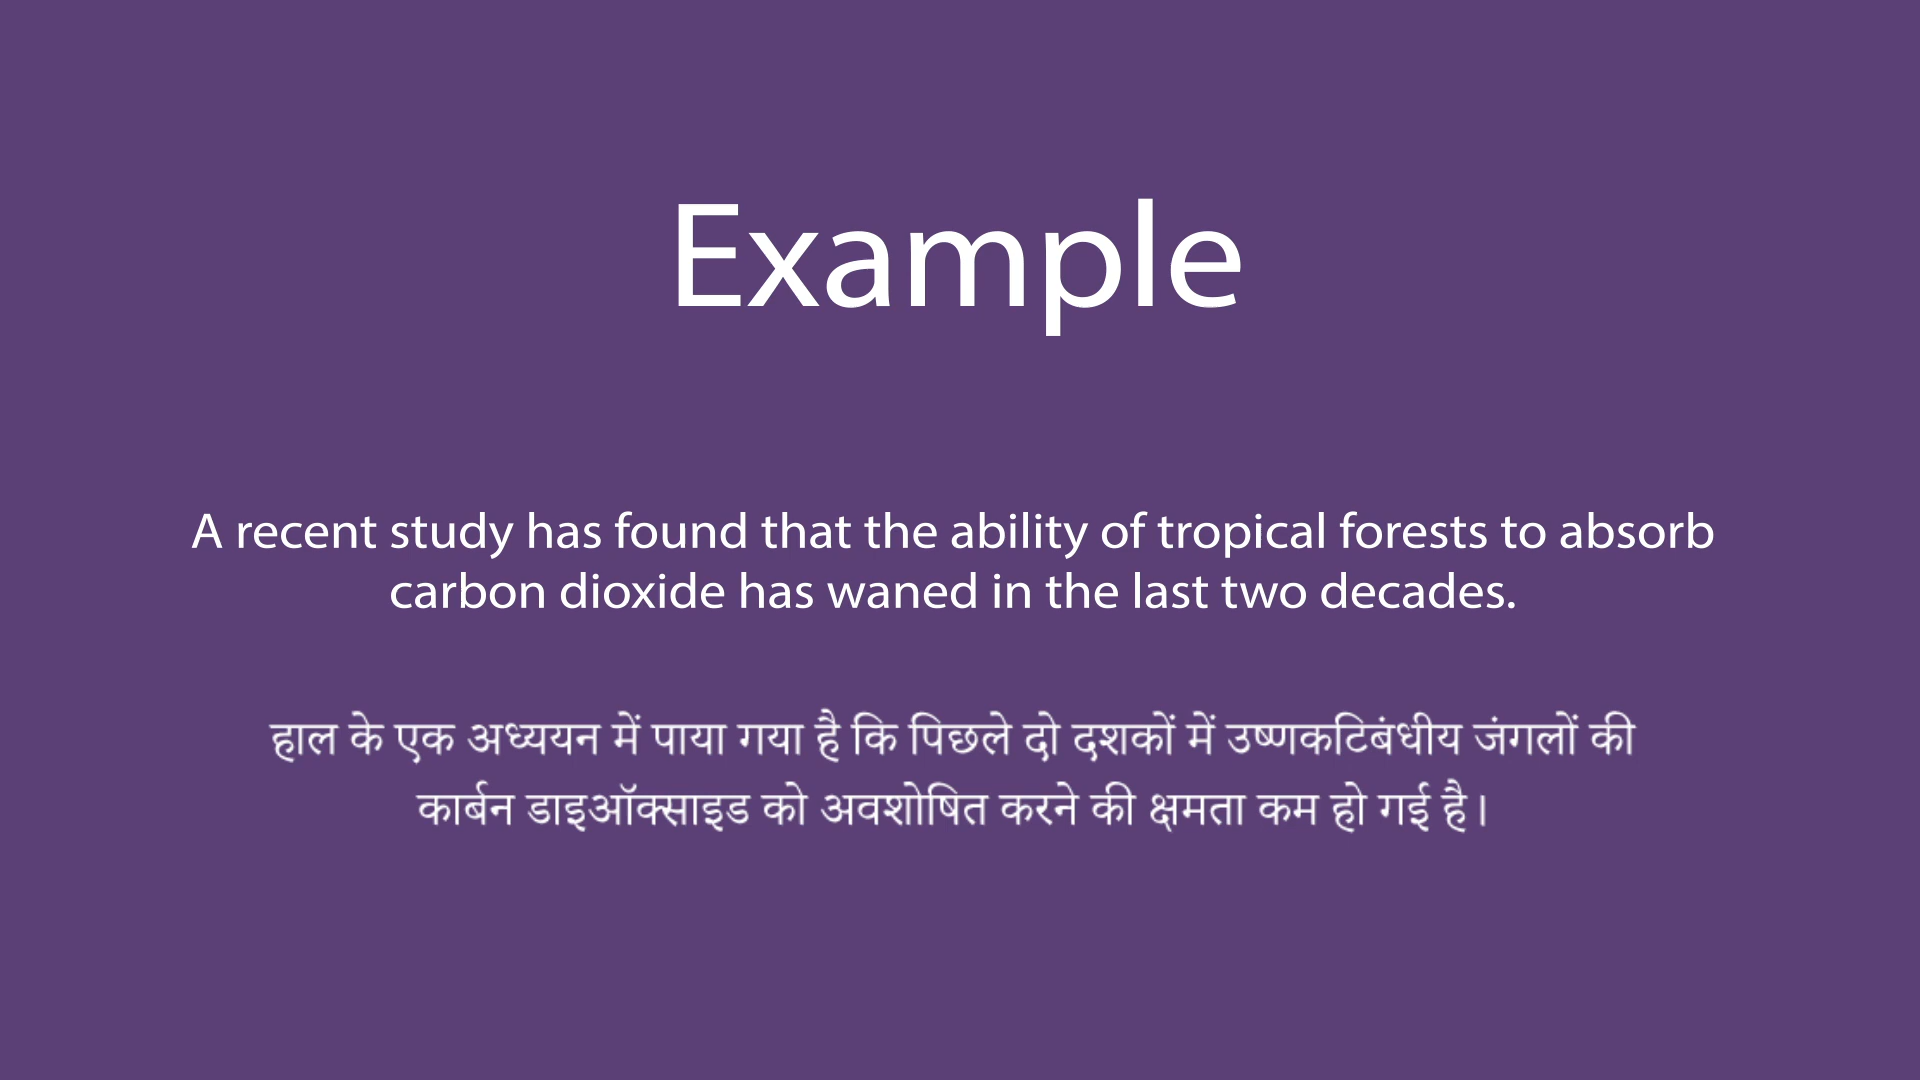 Example
A recent study has found that the ability of tropical forests to absorb
carbon dioxide has waned in the last two decades.
हाल के एक अध्ययन में पाया गया है कि पिछले दो दशकों में उष्णकटिबंधीय जंगलों की
कार्बन डाइऑक्साइड को अवशोषित करने की क्षमता कम हो गई है।